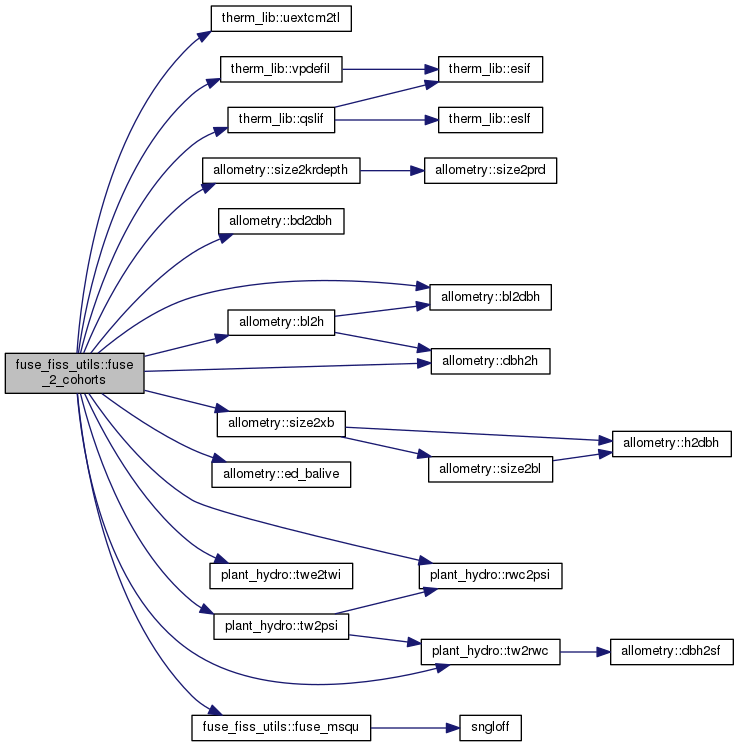 therm_lib::uextcm2tl
therm_lib::vpdefil
therm_lib::esif
therm_lib::qslif
therm_lib::eslf
allometry::size2krdepth
allometry::size2prd
allometry::bd2dbh
allometry::bl2dbh
allometry::bl2h
allometry::dbh2h
fuse_fiss_utils::fuse
_2_cohorts
allometry::size2xb
allometry::h2dbh
allometry::size2bl
allometry::ed_balive
plant_hydro::twe2twi
plant_hydro::rwc2psi
plant_hydro::tw2psi
plant_hydro::tw2rwc
allometry::dbh2sf
fuse_fiss_utils::fuse_msqu
sngloff